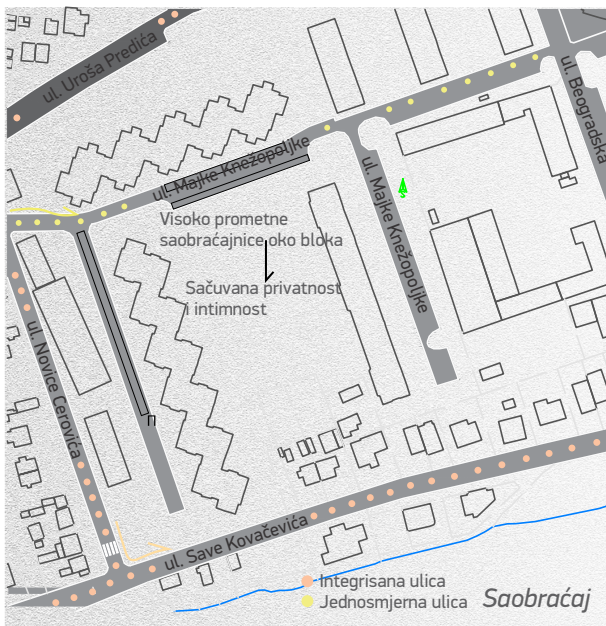 ul. Uroša Predića
ul. Beogradska
ul. Majke Knežopoljke
ul. Majke Knežopoljke
Visoko prometne
saobraćajnice oko bloka
Sačuvana privatnost
i intimnost
ul. Novice Cerovića
П
ul. Save Kovačevića
Integrisana ulica
Jednosmjerna ulica
Saobraćaj